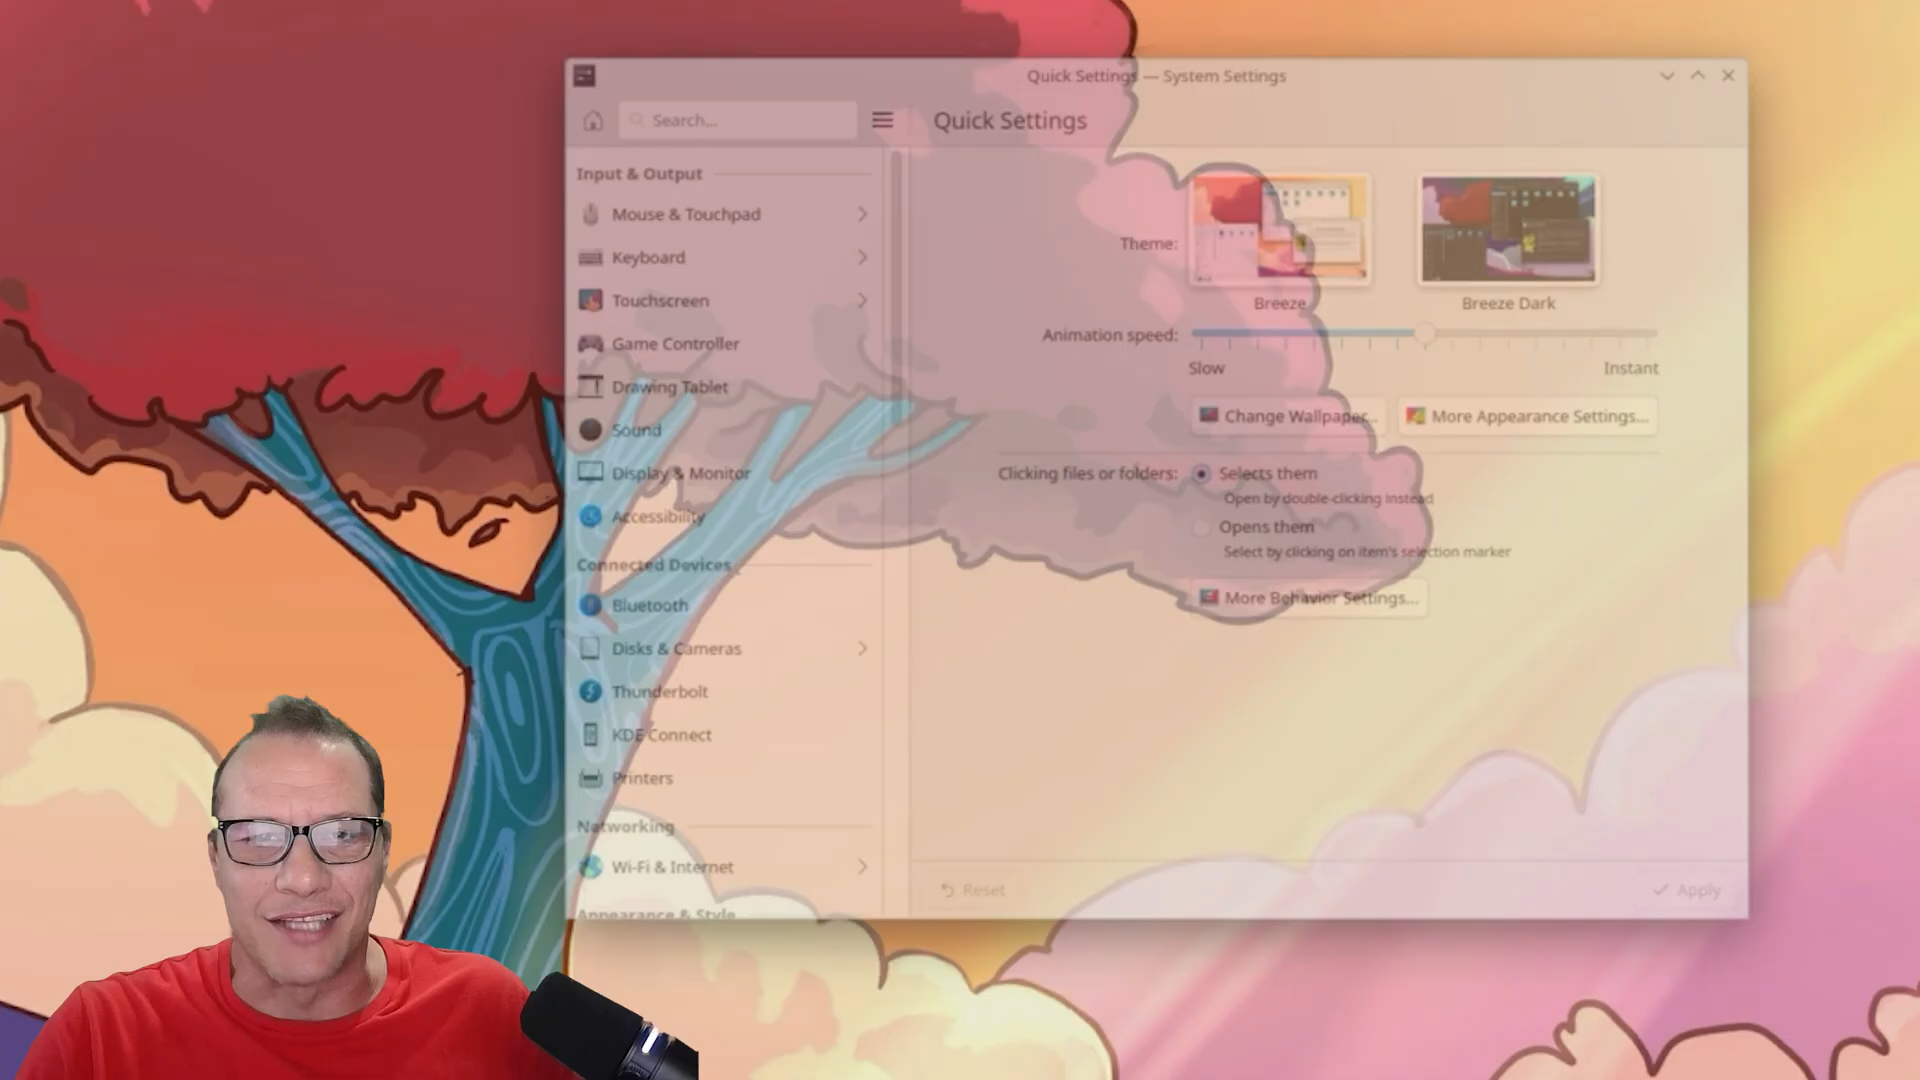 Quick Settings — System Settings
Search...
Quick Settings
Input & Output
Mouse & Touchpad
Keyboard
Touchscreen
Game Controller
Drawing Tablet
Sound
Display & Monitor
Accessibility
Connected Devices
Bluetooth
Disks & Cameras
Thunderbolt
KDE Connect
Printers
Networking
Wi-Fi & Internet
Appearance & Style
Theme:
Breeze
Breeze Dark
Animation speed:
Slow
Instant
Change Wallpaper...
More Appearance Settings...
Clicking files or folders:
Selects them
Open by double-clicking instead
Opens them
Select by clicking on item's selection marker
More Behavior Settings...
Reset
Apply